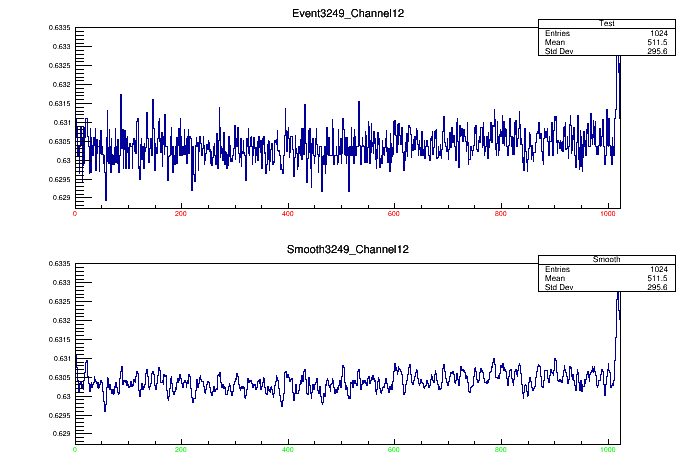 Event3249_Channel12
Test
Entries 1024
Mean 511.5
Std Dev 295.6
0.6335
0.633
0.6325
0.632
0.6315
0.631
0.6305
0.63
0.6295
0.629
0 200 400 600 800 1000
Smooth3249_Channel12
Smooth
Entries 1024
Mean 511.5
Std Dev 295.6
0.6335
0.633
0.6325
0.632
0.6315
0.631
0.6305
0.63
0.6295
0.629
0 200 400 600 800 1000